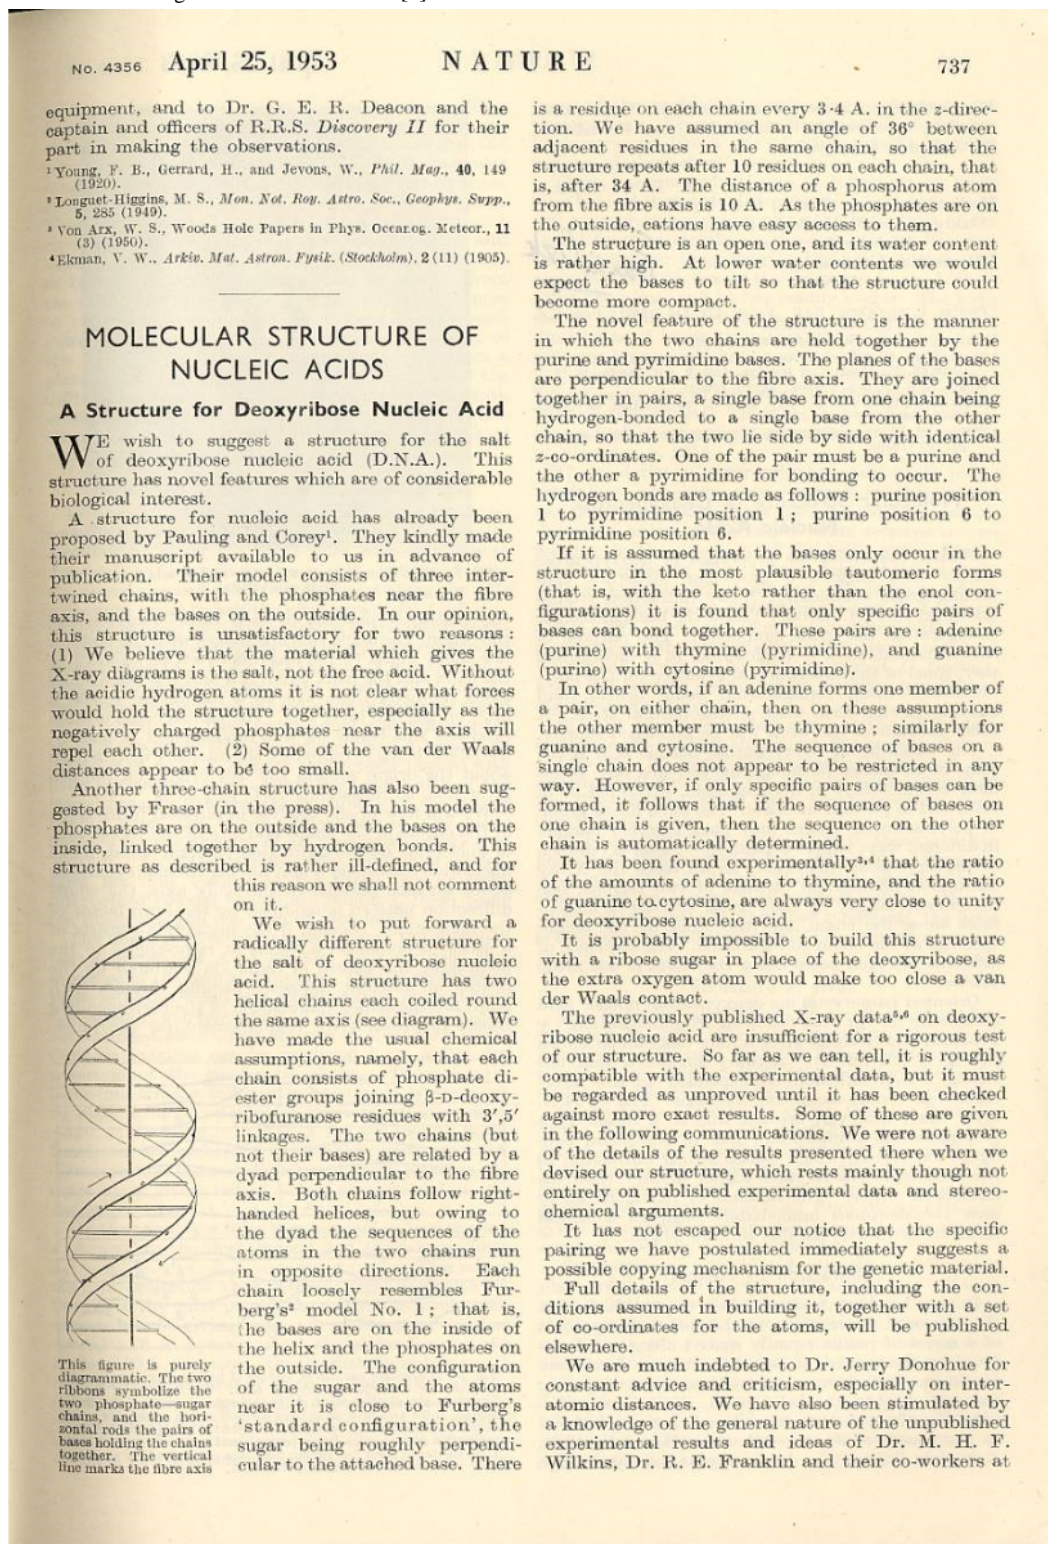 No. 4356 April 25, 1953 NATURE 737
equipment, and to Dr. G. E. R. Deacon and the
captain and officers of R.R.S. Discovery II for their
part in making the observations.
¹ Young, F. B., Gerrard, H., and Jevons, W., Phil. Mag., 40, 149
(1920).
² Longuet-Higgins, M. S., Mon. Not. Roy. Astro. Soc., Geophys. Supp.,
5, 285 (1949).
³ Von Arx, W. S., Woods Hole Papers in Phys. Ocearog. Meteor., 11
(3) (1950).
⁴ Ekman, V. W., Arkiv. Mat. Astron. Fysik. (Stockholm), 2 (11) (1905).
MOLECULAR STRUCTURE OF
NUCLEIC ACIDS
A Structure for Deoxyribose Nucleic Acid
WE wish to suggest a structure for the salt
of deoxyribose nucleic acid (D.N.A.). This
structure has novel features which are of considerable
biological interest.
A structure for nucleic acid has already been
proposed by Pauling and Corey¹. They kindly made
their manuscript available to us in advance of
publication. Their model consists of three inter-
twined chains, with the phosphates near the fibre
axis, and the bases on the outside. In our opinion,
this structure is unsatisfactory for two reasons :
(1) We believe that the material which gives the
X-ray diagrams is the salt, not the free acid. Without
the acidic hydrogen atoms it is not clear what forces
would hold the structure together, especially as the
negatively charged phosphates near the axis will
repel each other. (2) Some of the van der Waals
distances appear to be too small.
Another three-chain structure has also been sug-
gested by Fraser (in the press). In his model the
phosphates are on the outside and the bases on the
inside, linked together by hydrogen bonds. This
structure as described is rather ill-defined, and for
this reason we shall not comment
on it.
We wish to put forward a
radically different structure for
the salt of deoxyribose nucleic
acid. This structure has two
helical chains each coiled round
the same axis (see diagram). We
have made the usual chemical
assumptions, namely, that each
chain consists of phosphate di-
ester groups joining β-D-deoxy-
ribofuranose residues with 3′,5′
linkages. The two chains (but
not their bases) are related by a
dyad perpendicular to the fibre
axis. Both chains follow right-
handed helices, but owing to
the dyad the sequences of the
atoms in the two chains run
in opposite directions. Each
chain loosely resembles Fur-
berg's² model No. 1 ; that is,
the bases are on the inside of
the helix and the phosphates on
the outside. The configuration
of the sugar and the atoms
near it is close to Furberg's
'standard configuration', the
sugar being roughly perpendi-
cular to the attached base. There
This figure is purely
diagrammatic. The two
ribbons symbolize the
two phosphate—sugar
chains, and the hori-
zontal rods the pairs of
bases holding the chains
together. The vertical
line marks the fibre axis
is a residue on each chain every 3·4 A. in the z-direc-
tion. We have assumed an angle of 36° between
adjacent residues in the same chain, so that the
structure repeats after 10 residues on each chain, that
is, after 34 A. The distance of a phosphorus atom
from the fibre axis is 10 A. As the phosphates are on
the outside, cations have easy access to them.
The structure is an open one, and its water content
is rather high. At lower water contents we would
expect the bases to tilt so that the structure could
become more compact.
The novel feature of the structure is the manner
in which the two chains are held together by the
purine and pyrimidine bases. The planes of the bases
are perpendicular to the fibre axis. They are joined
together in pairs, a single base from one chain being
hydrogen-bonded to a single base from the other
chain, so that the two lie side by side with identical
z-co-ordinates. One of the pair must be a purine and
the other a pyrimidine for bonding to occur. The
hydrogen bonds are made as follows : purine position
1 to pyrimidine position 1 ; purine position 6 to
pyrimidine position 6.
If it is assumed that the bases only occur in the
structure in the most plausible tautomeric forms
(that is, with the keto rather than the enol con-
figurations) it is found that only specific pairs of
bases can bond together. These pairs are : adenine
(purine) with thymine (pyrimidine), and guanine
(purine) with cytosine (pyrimidine).
In other words, if an adenine forms one member of
a pair, on either chain, then on these assumptions
the other member must be thymine ; similarly for
guanine and cytosine. The sequence of bases on a
single chain does not appear to be restricted in any
way. However, if only specific pairs of bases can be
formed, it follows that if the sequence of bases on
one chain is given, then the sequence on the other
chain is automatically determined.
It has been found experimentally³,⁴ that the ratio
of the amounts of adenine to thymine, and the ratio
of guanine to cytosine, are always very close to unity
for deoxyribose nucleic acid.
It is probably impossible to build this structure
with a ribose sugar in place of the deoxyribose, as
the extra oxygen atom would make too close a van
der Waals contact.
The previously published X-ray data⁵,⁶ on deoxy-
ribose nucleic acid are insufficient for a rigorous test
of our structure. So far as we can tell, it is roughly
compatible with the experimental data, but it must
be regarded as unproved until it has been checked
against more exact results. Some of these are given
in the following communications. We were not aware
of the details of the results presented there when we
devised our structure, which rests mainly though not
entirely on published experimental data and stereo-
chemical arguments.
It has not escaped our notice that the specific
pairing we have postulated immediately suggests a
possible copying mechanism for the genetic material.
Full details of the structure, including the con-
ditions assumed in building it, together with a set
of co-ordinates for the atoms, will be published
elsewhere.
We are much indebted to Dr. Jerry Donohue for
constant advice and criticism, especially on inter-
atomic distances. We have also been stimulated by
a knowledge of the general nature of the unpublished
experimental results and ideas of Dr. M. H. F.
Wilkins, Dr. R. E. Franklin and their co-workers at